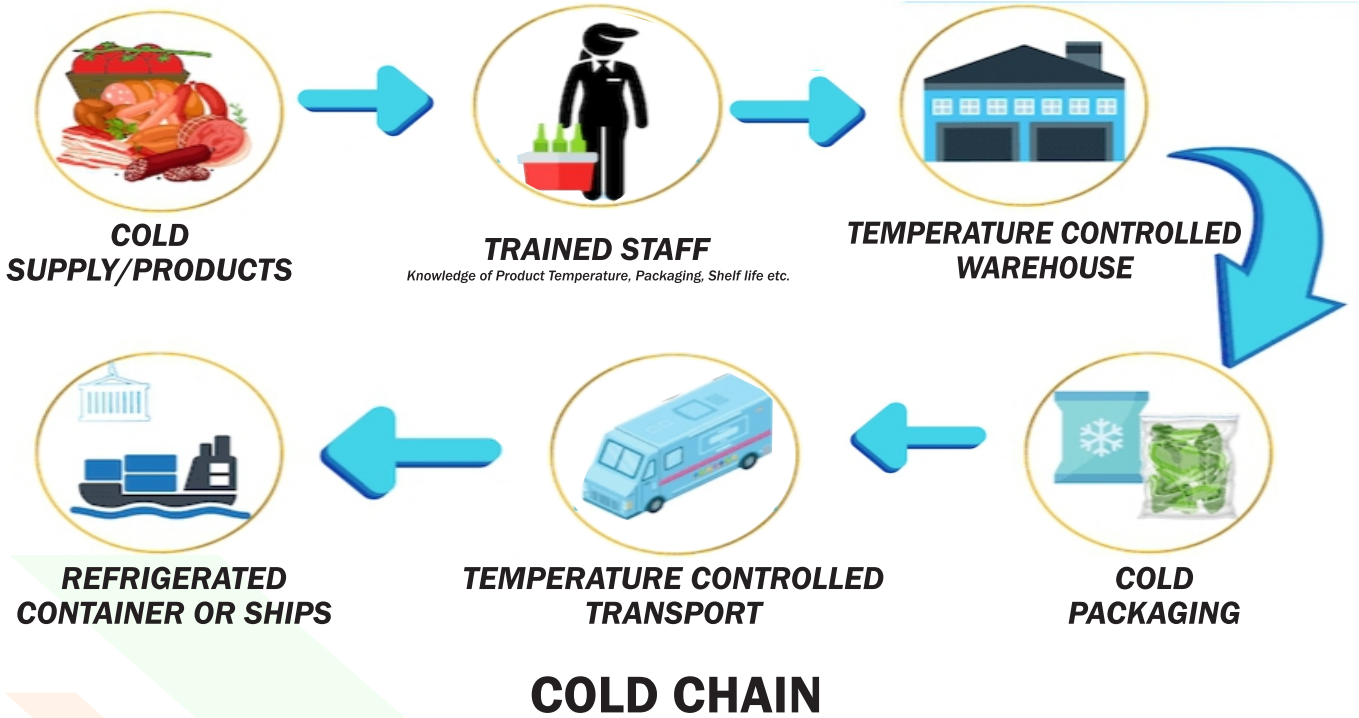 COLD
SUPPLY/PRODUCTS
TRAINED STAFF
Knowledge of Product Temperature, Packaging, Shelf life etc.
TEMPERATURE CONTROLLED
WAREHOUSE
COLD
PACKAGING
TEMPERATURE CONTROLLED
TRANSPORT
REFRIGERATED
CONTAINER OR SHIPS
COLD CHAIN